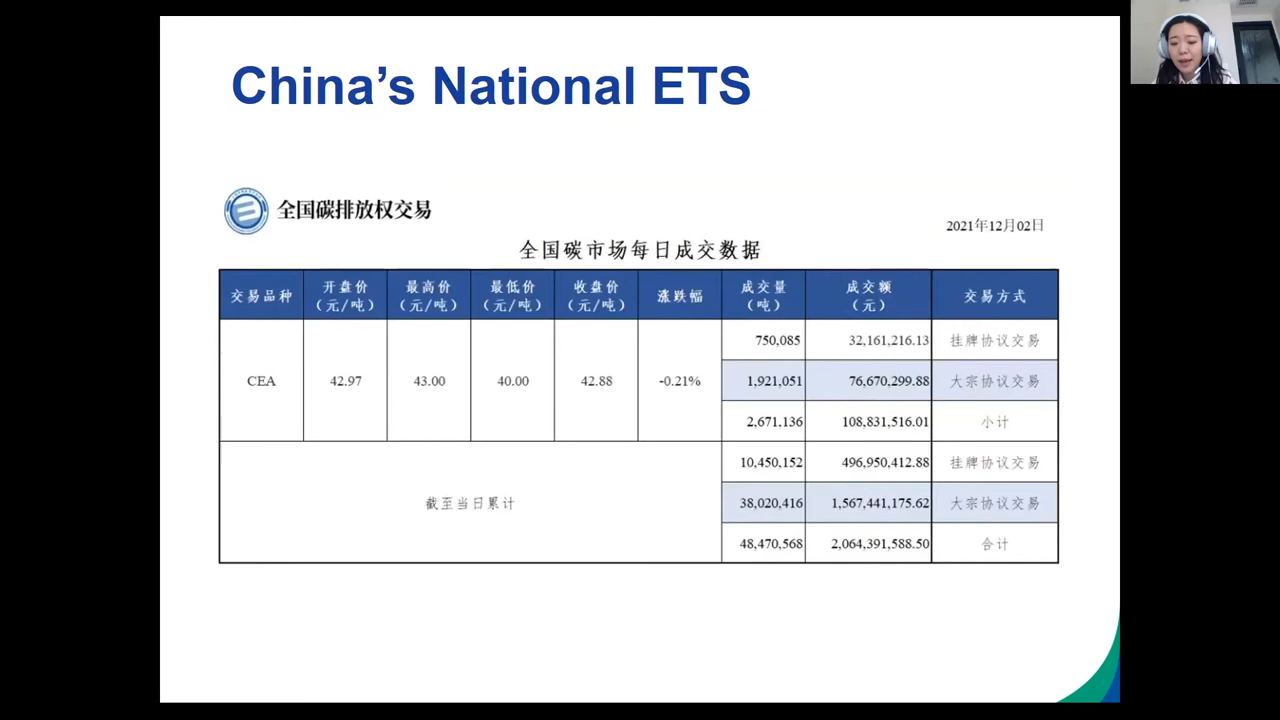 China’s National ETS
全国碳排放权交易
2021年12月02日
全国碳市场每日成交数据
交易品种 开盘价（元/吨） 最高价（元/吨） 最低价（元/吨） 收盘价（元/吨） 涨跌幅 成交量（吨） 成交额（元） 交易方式
CEA 42.97 43.00 40.00 42.88 -0.21% 750,085 32,161,216.13 挂牌协议交易
1,921,051 76,670,299.88 大宗协议交易
2,671,136 108,831,516.01 小计
截至当日累计 10,450,152 496,950,412.88 挂牌协议交易
38,020,416 1,567,441,175.62 大宗协议交易
48,470,568 2,064,391,588.50 合计